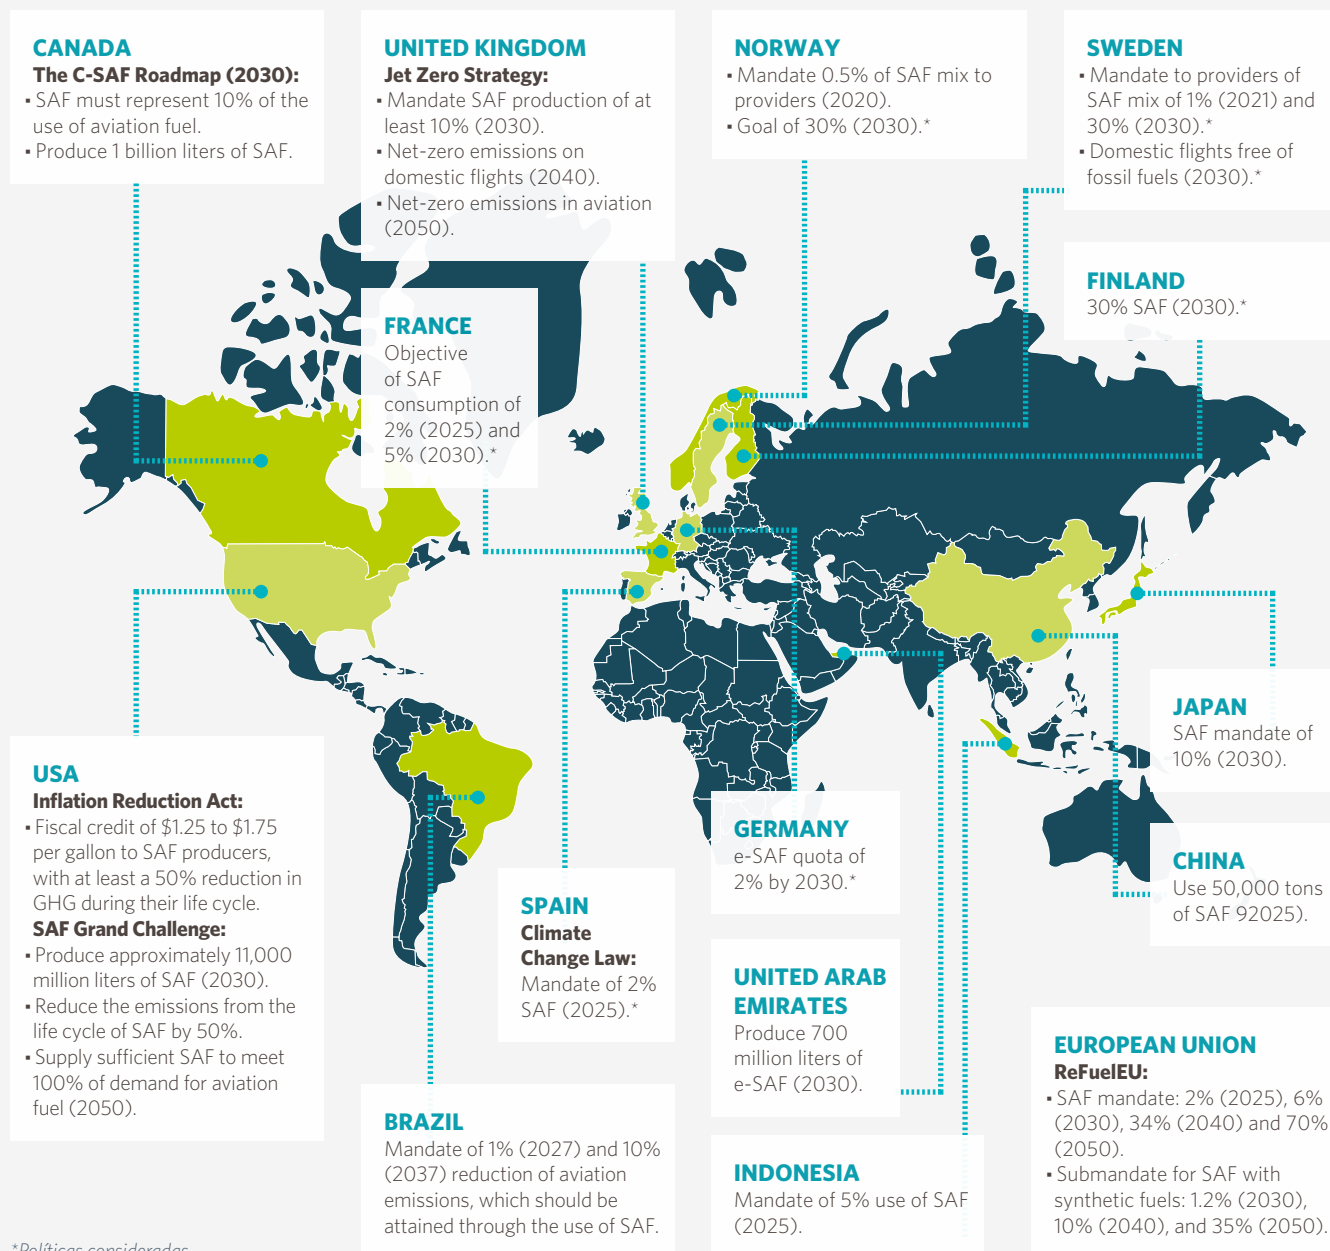 CANADA
The C-SAF Roadmap (2030):
▪ SAF must represent 10% of the
use of aviation fuel.
▪ Produce 1 billion liters of SAF.
UNITED KINGDOM
Jet Zero Strategy:
▪ Mandate SAF production of at
least 10% (2030).
▪ Net-zero emissions on
domestic flights (2040).
▪ Net-zero emissions in aviation
(2050).
NORWAY
▪ Mandate 0.5% of SAF mix to
providers (2020).
▪ Goal of 30% (2030).*
SWEDEN
▪ Mandate to providers of
SAF mix of 1% (2021) and
30% (2030).*
▪ Domestic flights free of
fossil fuels (2030).*
FINLAND
30% SAF (2030).*
FRANCE
Objective
of SAF
consumption of
2% (2025) and
5% (2030).*
JAPAN
SAF mandate of
10% (2030).
USA
Inflation Reduction Act:
▪ Fiscal credit of $1.25 to $1.75
per gallon to SAF producers,
with at least a 50% reduction in
GHG during their life cycle.
SAF Grand Challenge:
▪ Produce approximately 11,000
million liters of SAF (2030).
▪ Reduce the emissions from the
life cycle of SAF by 50%.
▪ Supply sufficient SAF to meet
100% of demand for aviation
fuel (2050).
GERMANY
e-SAF quota of
2% by 2030.*
CHINA
Use 50,000 tons
of SAF 92025).
SPAIN
Climate
Change Law:
Mandate of 2%
SAF (2025).*
UNITED ARAB
EMIRATES
Produce 700
million liters of
e-SAF (2030).
EUROPEAN UNION
ReFuelEU:
▪ SAF mandate: 2% (2025), 6%
(2030), 34% (2040) and 70%
(2050).
▪ Submandate for SAF with
synthetic fuels: 1.2% (2030),
10% (2040), and 35% (2050).
BRAZIL
Mandate of 1% (2027) and 10%
(2037) reduction of aviation
emissions, which should be
attained through the use of SAF.
INDONESIA
Mandate of 5% use of SAF
(2025).
*Políticas consideradas